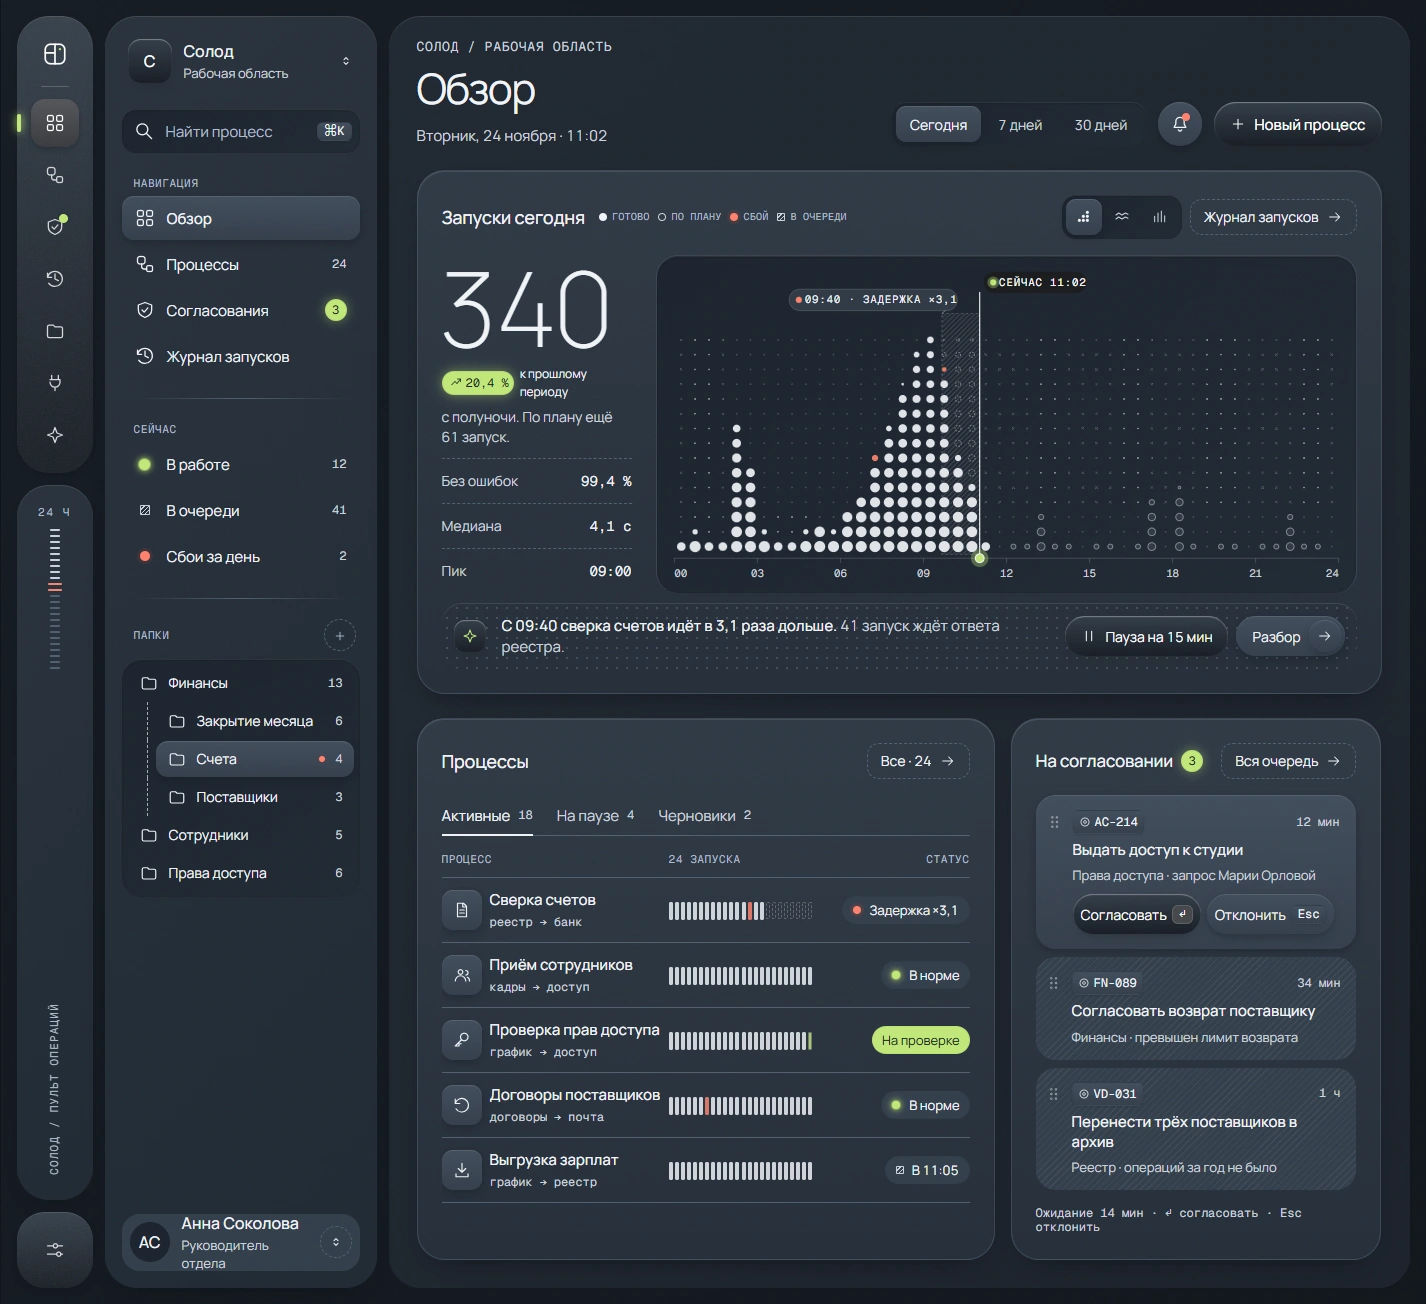 24 Ч
СОЛОД / ПУЛЬТ ОПЕРАЦИЙ
С
Солод
Рабочая область
Найти процесс
⌘K
НАВИГАЦИЯ
Обзор
Процессы 24
Согласования 3
Журнал запусков
СЕЙЧАС
В работе 12
В очереди 41
Сбои за день 2
ПАПКИ
+
Финансы 13
Закрытие месяца 6
Счета 4
Поставщики 3
Сотрудники 5
Права доступа 6
АС
Анна Соколова
Руководитель
отдела
СОЛОД / РАБОЧАЯ ОБЛАСТЬ
Обзор
Вторник, 24 ноября · 11:02
Сегодня 7 дней 30 дней
+ Новый процесс
Запуски сегодня
ГОТОВО ПО ПЛАНУ СБОЙ В ОЧЕРЕДИ
Журнал запусков →
340
20,4 %
к прошлому
периоду
с полуночи. По плану ещё
61 запуск.
Без ошибок 99,4 %
Медиана 4,1 с
Пик 09:00
СЕЙЧАС 11:02
09:40 · ЗАДЕРЖКА ×3,1
00 03 06 09 12 15 18 21 24
С 09:40 сверка счетов идёт в 3,1 раза дольше. 41 запуск ждёт ответа
реестра.
Пауза на 15 мин
Разбор →
Процессы
Все · 24 →
Активные 18 На паузе 4 Черновики 2
ПРОЦЕСС 24 ЗАПУСКА СТАТУС
Сверка счетов
реестр → банк
Задержка ×3,1
Приём сотрудников
кадры → доступ
В норме
Проверка прав доступа
график → доступ
На проверке
Договоры поставщиков
договоры → почта
В норме
Выгрузка зарплат
график → реестр
В 11:05
На согласовании 3
Вся очередь →
АС-214 12 мин
Выдать доступ к студии
Права доступа · запрос Марии Орловой
Согласовать ↵
Отклонить Esc
FN-089 34 мин
Согласовать возврат поставщику
Финансы · превышен лимит возврата
VD-031 1 ч
Перенести трёх поставщиков в
архив
Реестр · операций за год не было
Ожидание 14 мин · ↵ согласовать · Esc
отклонить